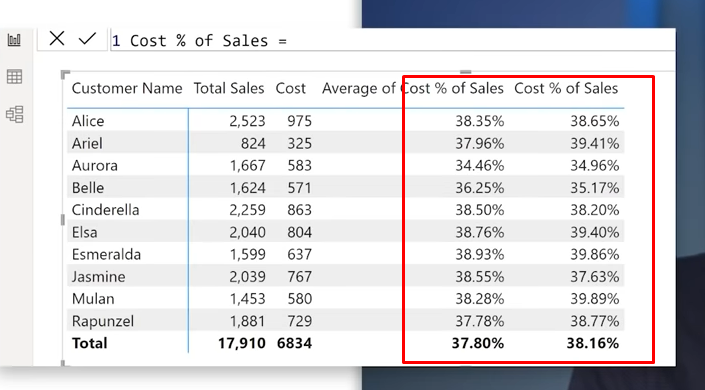 1 Cost % of Sales =
Customer Name Total Sales Cost Average of Cost % of Sales Cost % of Sales
Alice 2,523 975 38.35% 38.65%
Ariel 824 325 37.96% 39.41%
Aurora 1,667 583 34.46% 34.96%
Belle 1,624 571 36.25% 35.17%
Cinderella 2,259 863 38.50% 38.20%
Elsa 2,040 804 38.76% 39.40%
Esmeralda 1,599 637 38.93% 39.86%
Jasmine 2,039 767 38.55% 37.63%
Mulan 1,453 580 38.28% 39.89%
Rapunzel 1,881 729 37.78% 38.77%
Total 17,910 6834 37.80% 38.16%